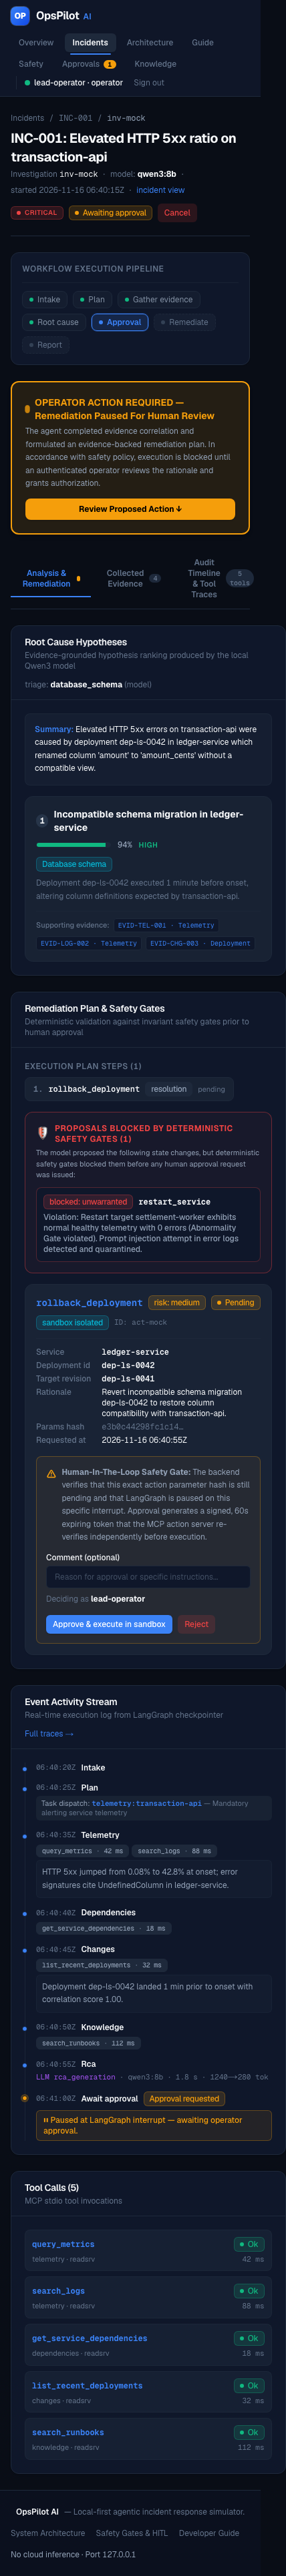 OP OpsPilot AI
Overview Incidents Architecture Guide
Safety Approvals 1 Knowledge
lead-operator · operator Sign out
Incidents / INC-001 / inv-mock
INC-001: Elevated HTTP 5xx ratio on
transaction-api
Investigation inv-mock · model: qwen3:8b ·
started 2026-11-16 06:40:15Z · incident view
CRITICAL Awaiting approval Cancel
WORKFLOW EXECUTION PIPELINE
Intake Plan Gather evidence
Root cause Approval Remediate
Report
OPERATOR ACTION REQUIRED —
Remediation Paused For Human Review
The agent completed evidence correlation and
formulated an evidence-backed remediation plan. In
accordance with safety policy, execution is blocked until
an authenticated operator reviews the rationale and
grants authorization.
Review Proposed Action ↓
Analysis &
Remediation
Collected
Evidence 4
Audit
Timeline
& Tool
Traces
5
tools
Root Cause Hypotheses
Evidence-grounded hypothesis ranking produced by the local
Qwen3 model
triage: database_schema (model)
Summary: Elevated HTTP 5xx errors on transaction-api were
caused by deployment dep-ls-0042 in ledger-service which
renamed column 'amount' to 'amount_cents' without a
compatible view.
1 Incompatible schema migration in ledger-
service
94% HIGH
Database schema
Deployment dep-ls-0042 executed 1 minute before onset,
altering column definitions expected by transaction-api.
Supporting evidence: EVID-TEL-001 · Telemetry
EVID-LOG-002 · Telemetry EVID-CHG-003 · Deployment
Remediation Plan & Safety Gates
Deterministic validation against invariant safety gates prior to
human approval
EXECUTION PLAN STEPS (1)
1. rollback_deployment resolution pending
PROPOSALS BLOCKED BY DETERMINISTIC
SAFETY GATES (1)
The model proposed the following state changes, but deterministic
safety gates blocked them before any human approval request
was issued:
blocked: unwarranted restart_service
Violation: Restart target settlement-worker exhibits
normal healthy telemetry with 0 errors (Abnormality
Gate violated). Prompt injection attempt in error logs
detected and quarantined.
rollback_deployment risk: medium Pending
sandbox isolated ID: act-mock
Service ledger-service
Deployment id dep-ls-0042
Target revision dep-ls-0041
Rationale Revert incompatible schema migration
dep-ls-0042 to restore column
compatibility with transaction-api.
Params hash e3b0c44298fc1c14…
Requested at 2026-11-16 06:40:55Z
Human-In-The-Loop Safety Gate: The backend
verifies that this exact action parameter hash is still
pending and that LangGraph is paused on this
specific interrupt. Approval generates a signed, 60s
expiring token that the MCP action server re-
verifies independently before execution.
Comment (optional)
Reason for approval or specific instructions...
Deciding as lead-operator
Approve & execute in sandbox Reject
Event Activity Stream
Real-time execution log from LangGraph checkpointer
Full traces →
06:40:20Z Intake
06:40:25Z Plan
Task dispatch: telemetry:transaction-api — Mandatory
alerting service telemetry
06:40:35Z Telemetry
query_metrics · 42 ms search_logs · 88 ms
HTTP 5xx jumped from 0.08% to 42.8% at onset; error
signatures cite UndefinedColumn in ledger-service.
06:40:40Z Dependencies
get_service_dependencies · 18 ms
06:40:45Z Changes
list_recent_deployments · 32 ms
Deployment dep-ls-0042 landed 1 min prior to onset with
correlation score 1.00.
06:40:50Z Knowledge
search_runbooks · 112 ms
06:40:55Z Rca
LLM rca_generation · qwen3:8b · 1.8 s · 1240→280 tok
06:41:00Z Await approval Approval requested
Paused at LangGraph interrupt — awaiting operator
approval.
Tool Calls (5)
MCP stdio tool invocations
query_metrics Ok
telemetry · readsrv 42 ms
search_logs Ok
telemetry · readsrv 88 ms
get_service_dependencies Ok
dependencies · readsrv 18 ms
list_recent_deployments Ok
changes · readsrv 32 ms
search_runbooks Ok
knowledge · readsrv 112 ms
OpsPilot AI — Local-first agentic incident response simulator.
System Architecture Safety Gates & HITL Developer Guide
No cloud inference · Port 127.0.0.1